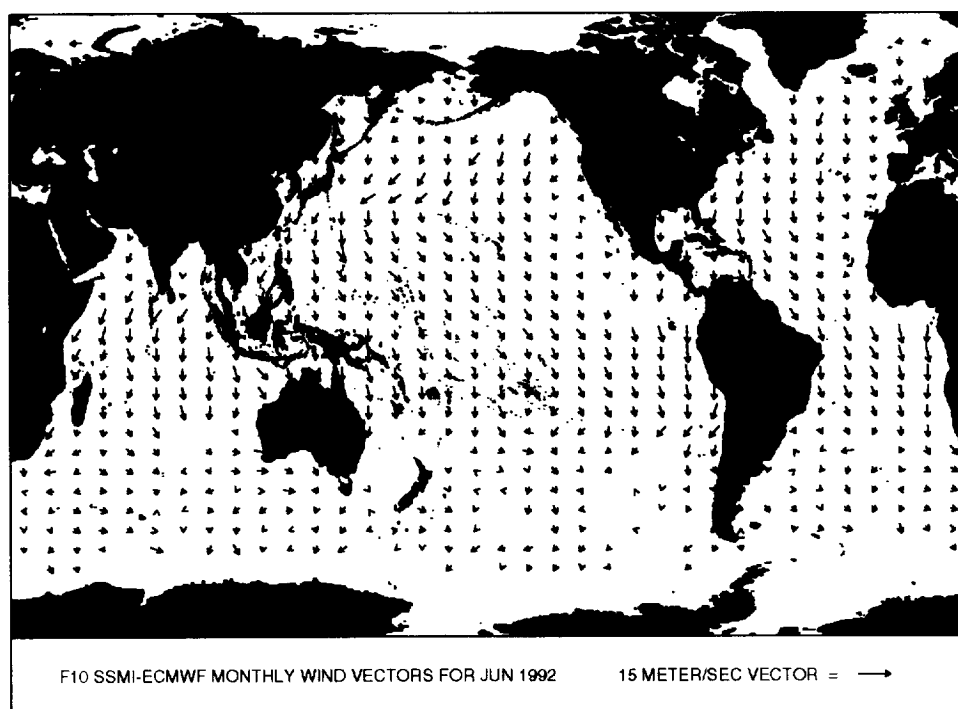 F10 SSMI-ECMWF MONTHLY WIND VECTORS FOR JUN 1992 15 METER/SEC VECTOR =